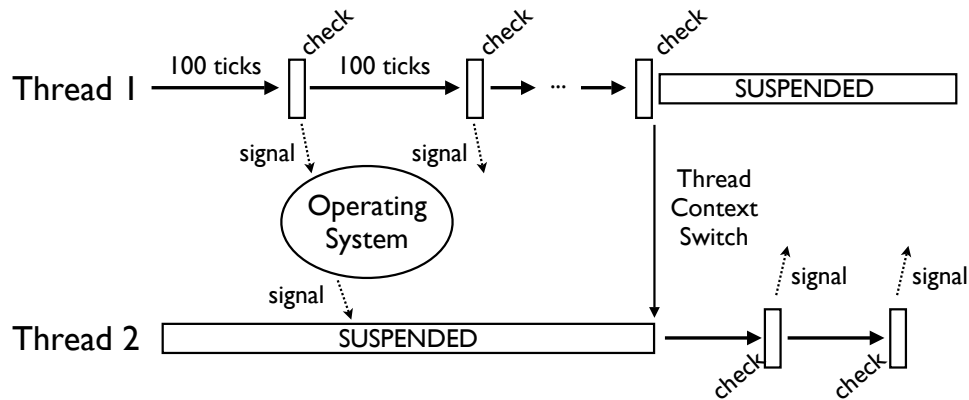 check
check
check
100 ticks
100 ticks
...
Thread 1
SUSPENDED
signal
signal
Operating
System
Thread
Context
Switch
signal
signal
signal
Thread 2
SUSPENDED
check
check